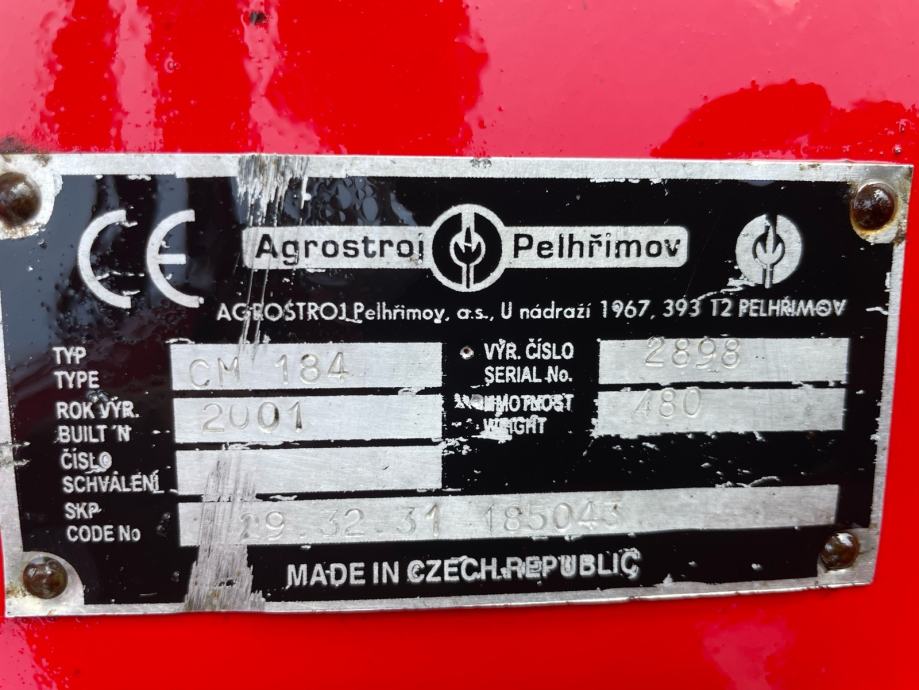 CE Agrostroj Pelhřimov
AGROSTROJ Pelhřimov, a.s., U nádraží 1967, 393 12 PELHŘIMOV
TYP
TYPE CM 184
VÝR. ČÍSLO
SERIAL No. 2898
ROK VÝR.
BUILT IN 2001
HMOTNOST
WEIGHT 480
ČÍSLO
SCHVÁLENÍ
SKP
CODE No 29.32.31 185043
MADE IN CZECH REPUBLIC